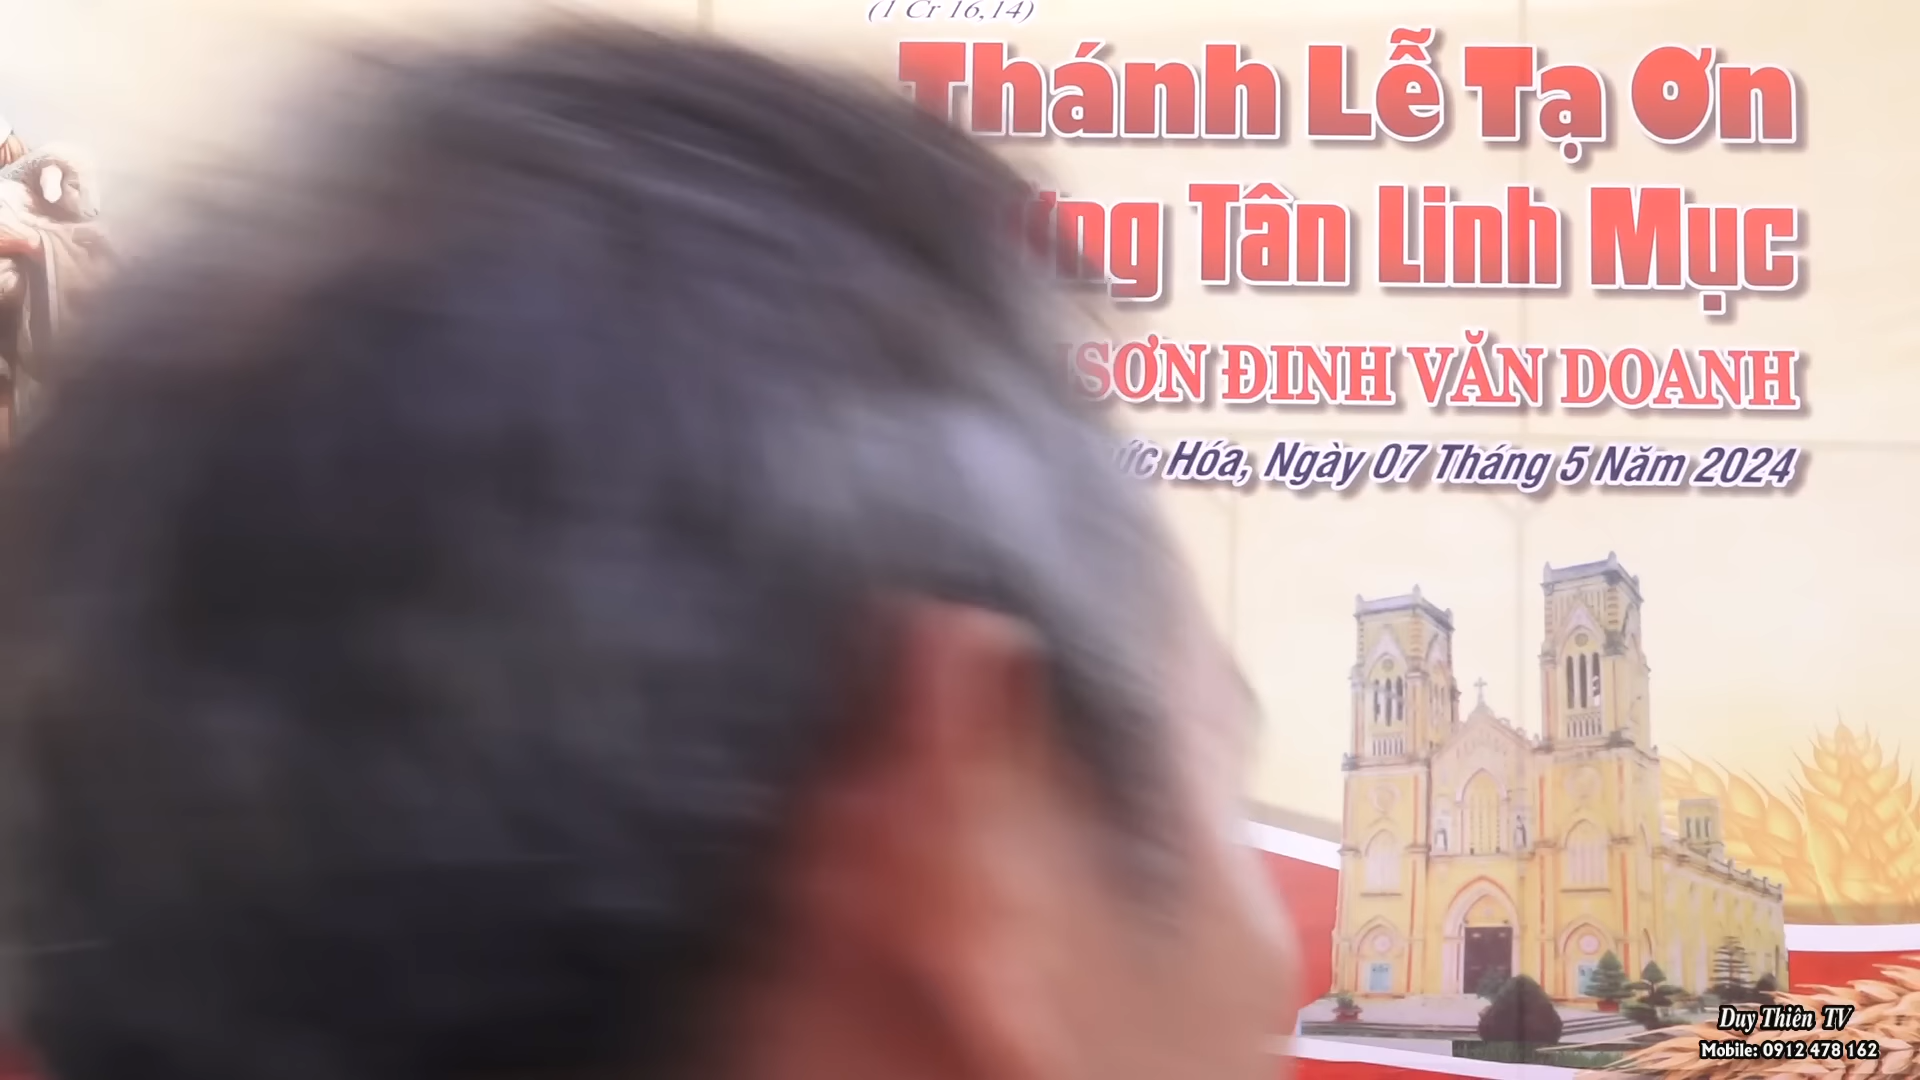 (1 Cr 16,14)
Thánh Lễ Tạ Ơn
Tân Linh Mục
ĐINH VĂN DOANH
Hóa, Ngày 07 Tháng 5 Năm 2024
Duy Thiên TV
Mobile: 0912 478 162